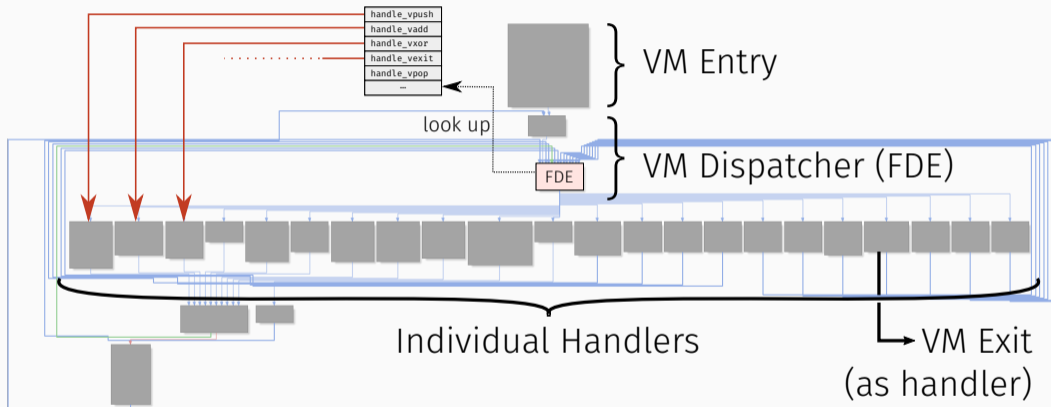 handle_vpush
handle_vadd
handle_vxor
handle_vexit
handle_vpop
…
VM Entry
look up
VM Dispatcher (FDE)
FDE
Individual Handlers
VM Exit
(as handler)